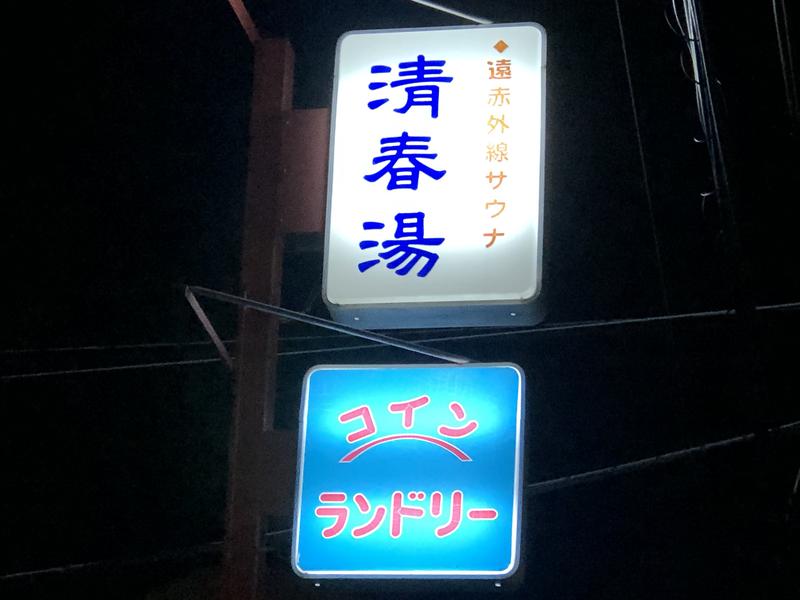 ◆遠赤外線サウナ
清春湯
コイン
ランドリー